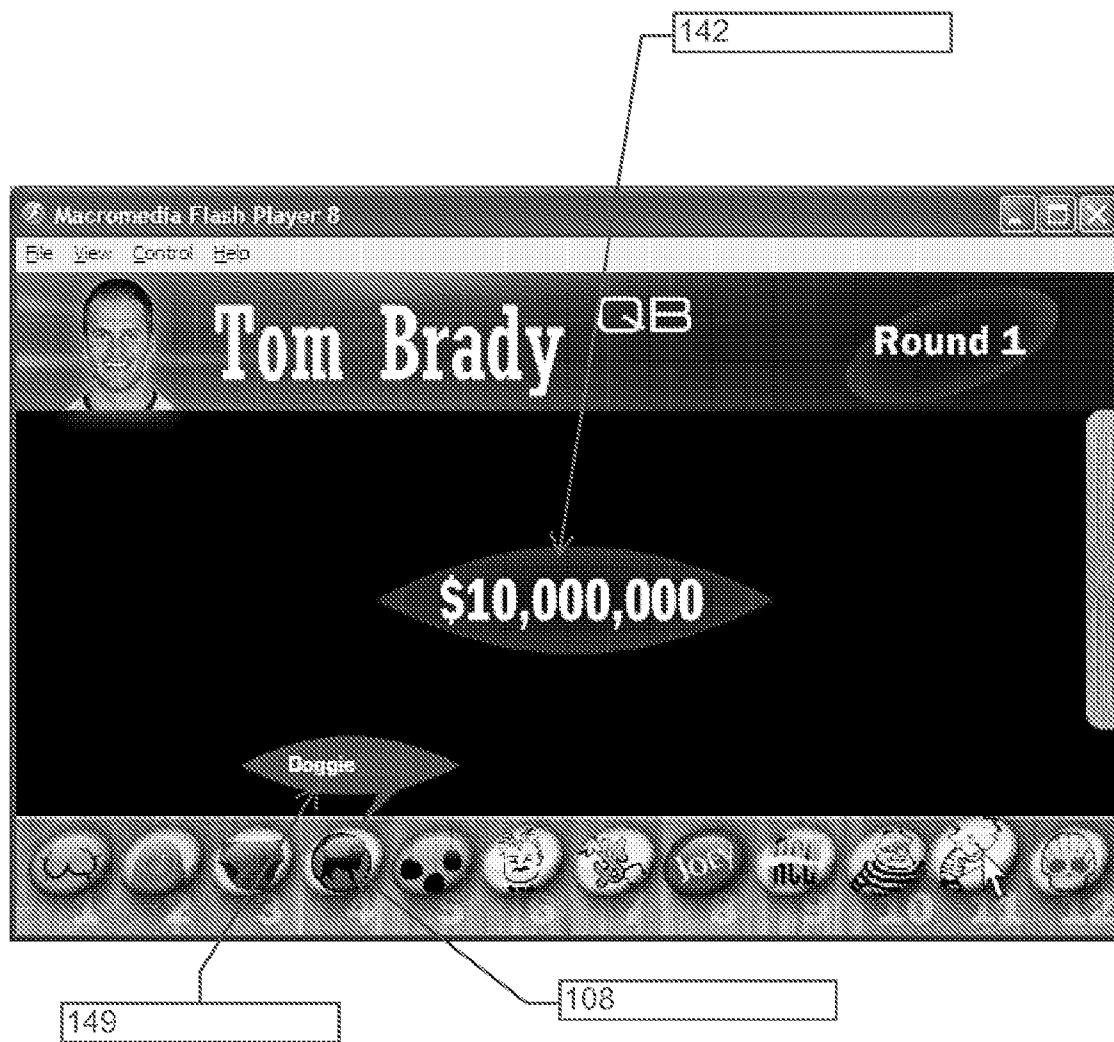 142
Macromedia Flash Player 8
File View Control Help
Tom Brady QB
Round 1
$10,000,000
Doggie
JOEY
108
149